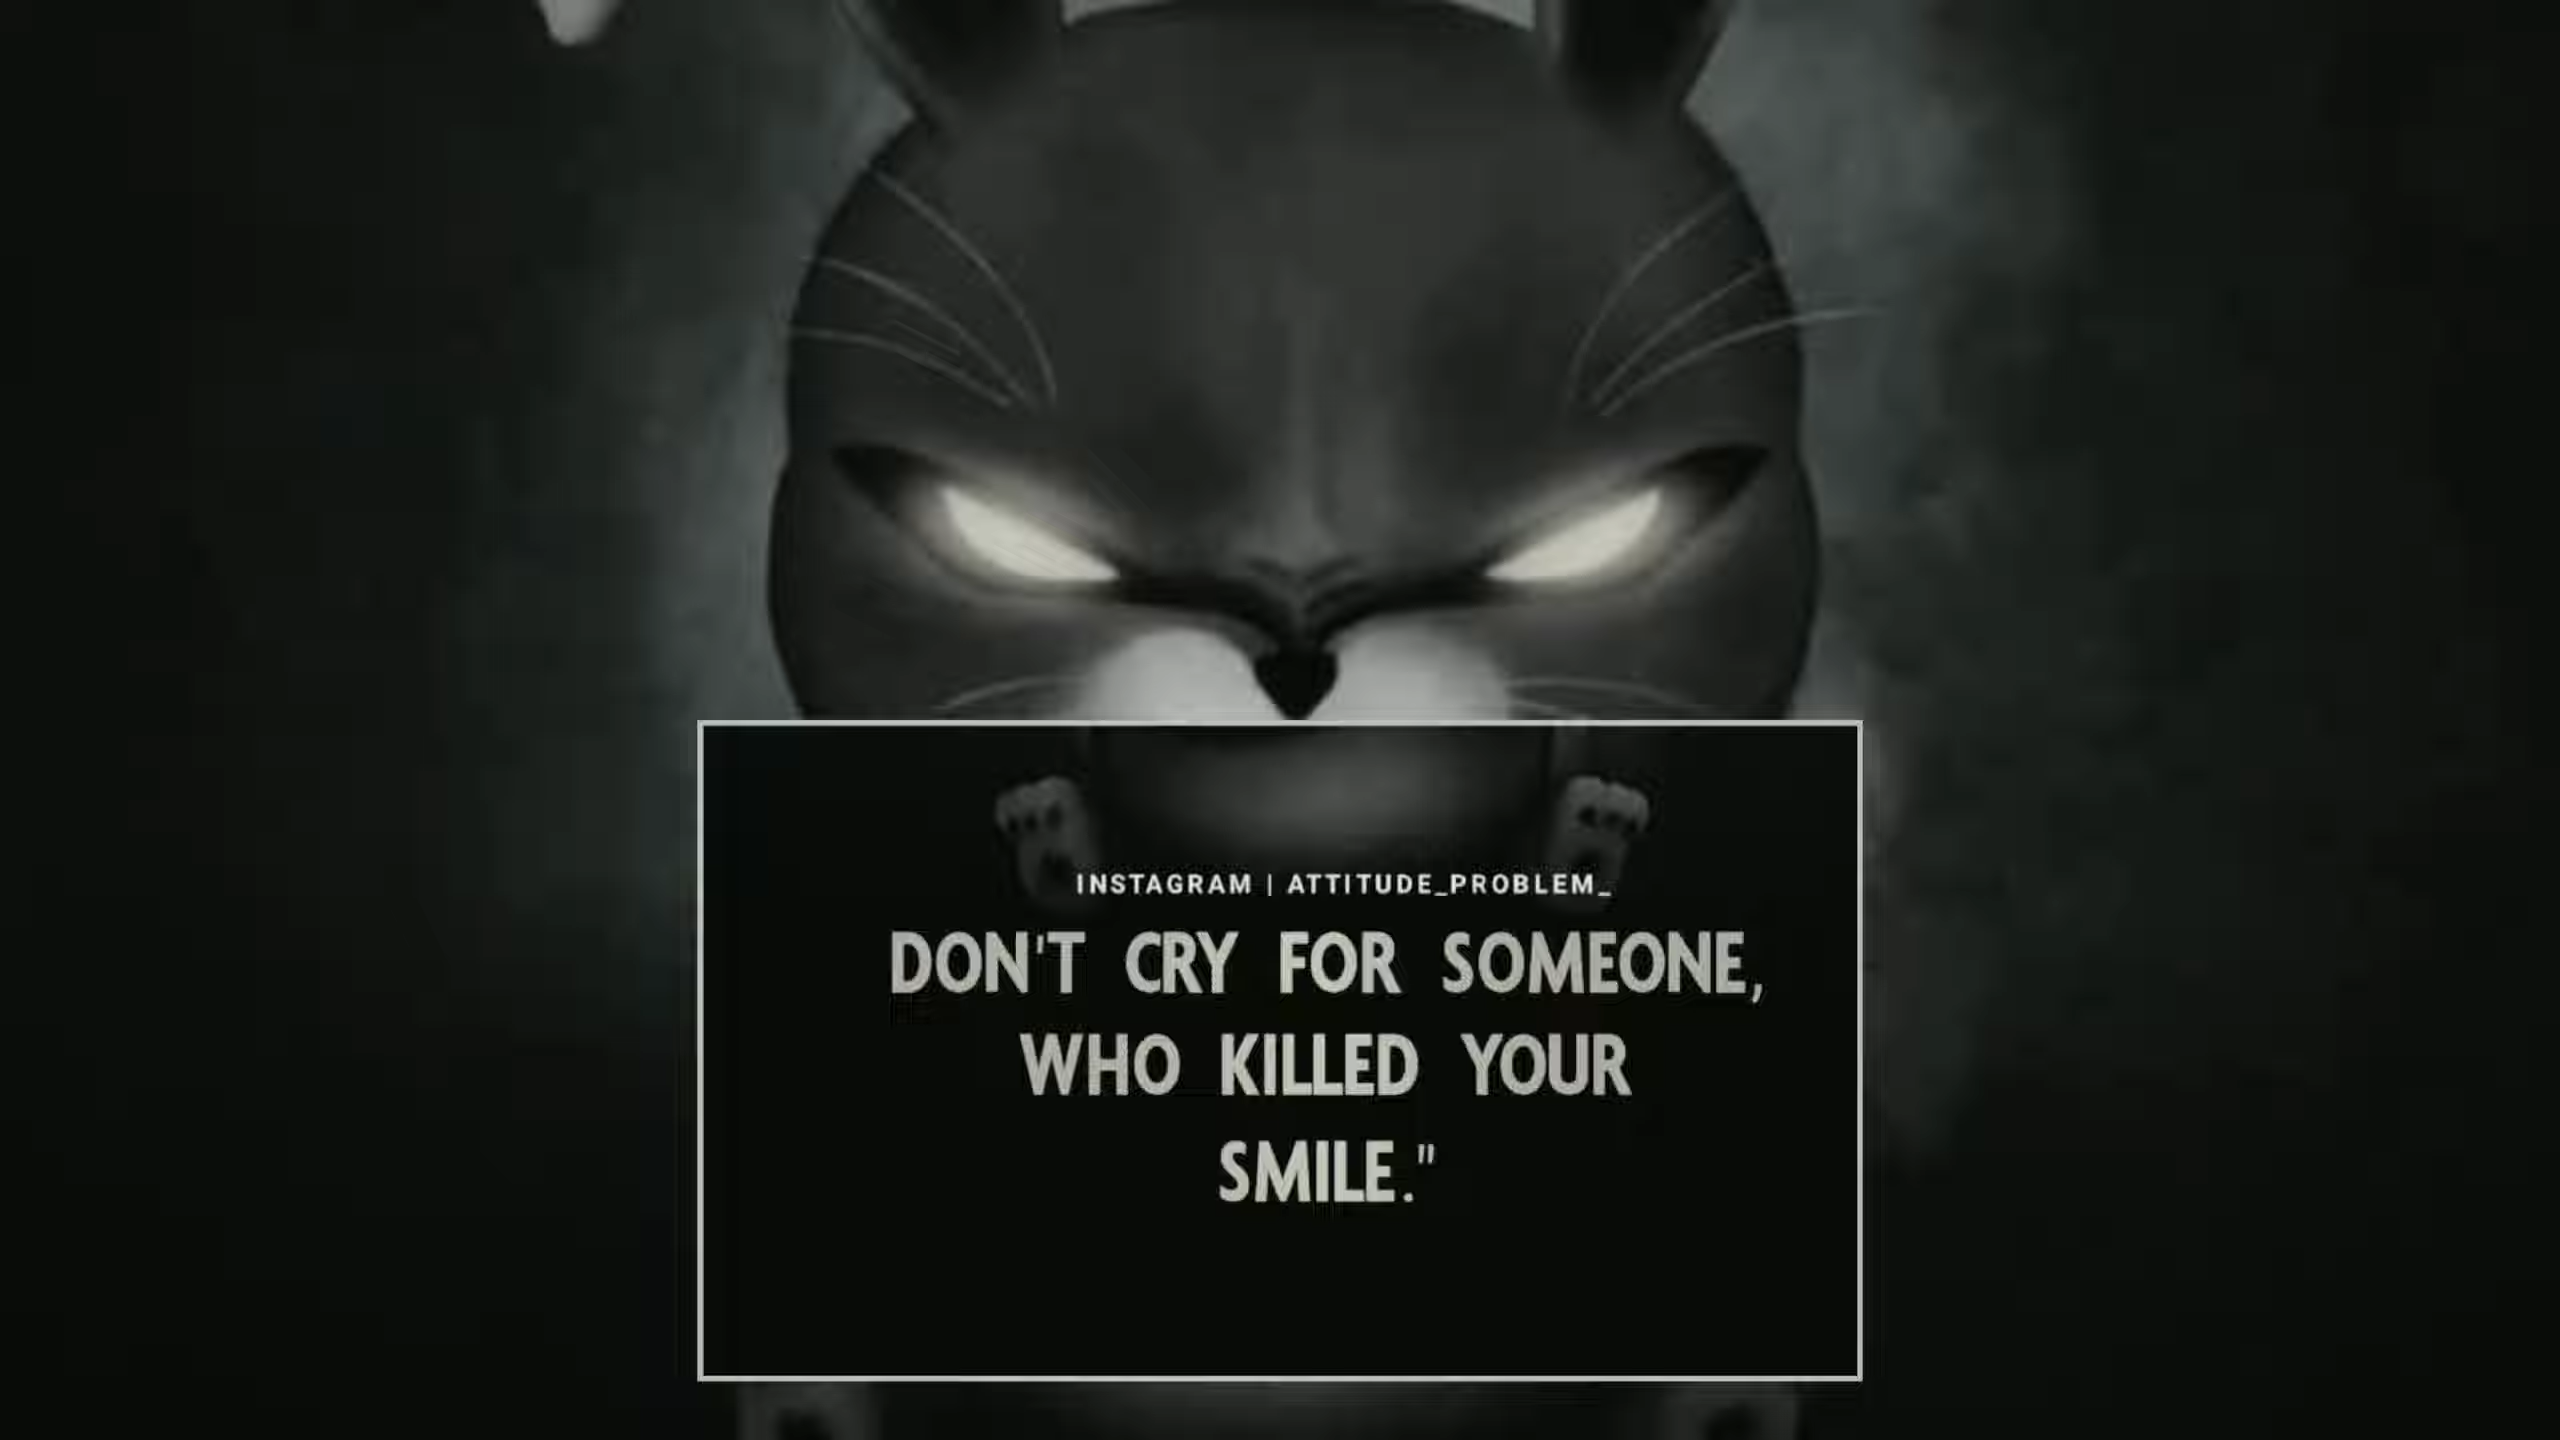 INSTAGRAM | ATTITUDE_PROBLEM_
DON'T CRY FOR SOMEONE,
WHO KILLED YOUR
SMILE."